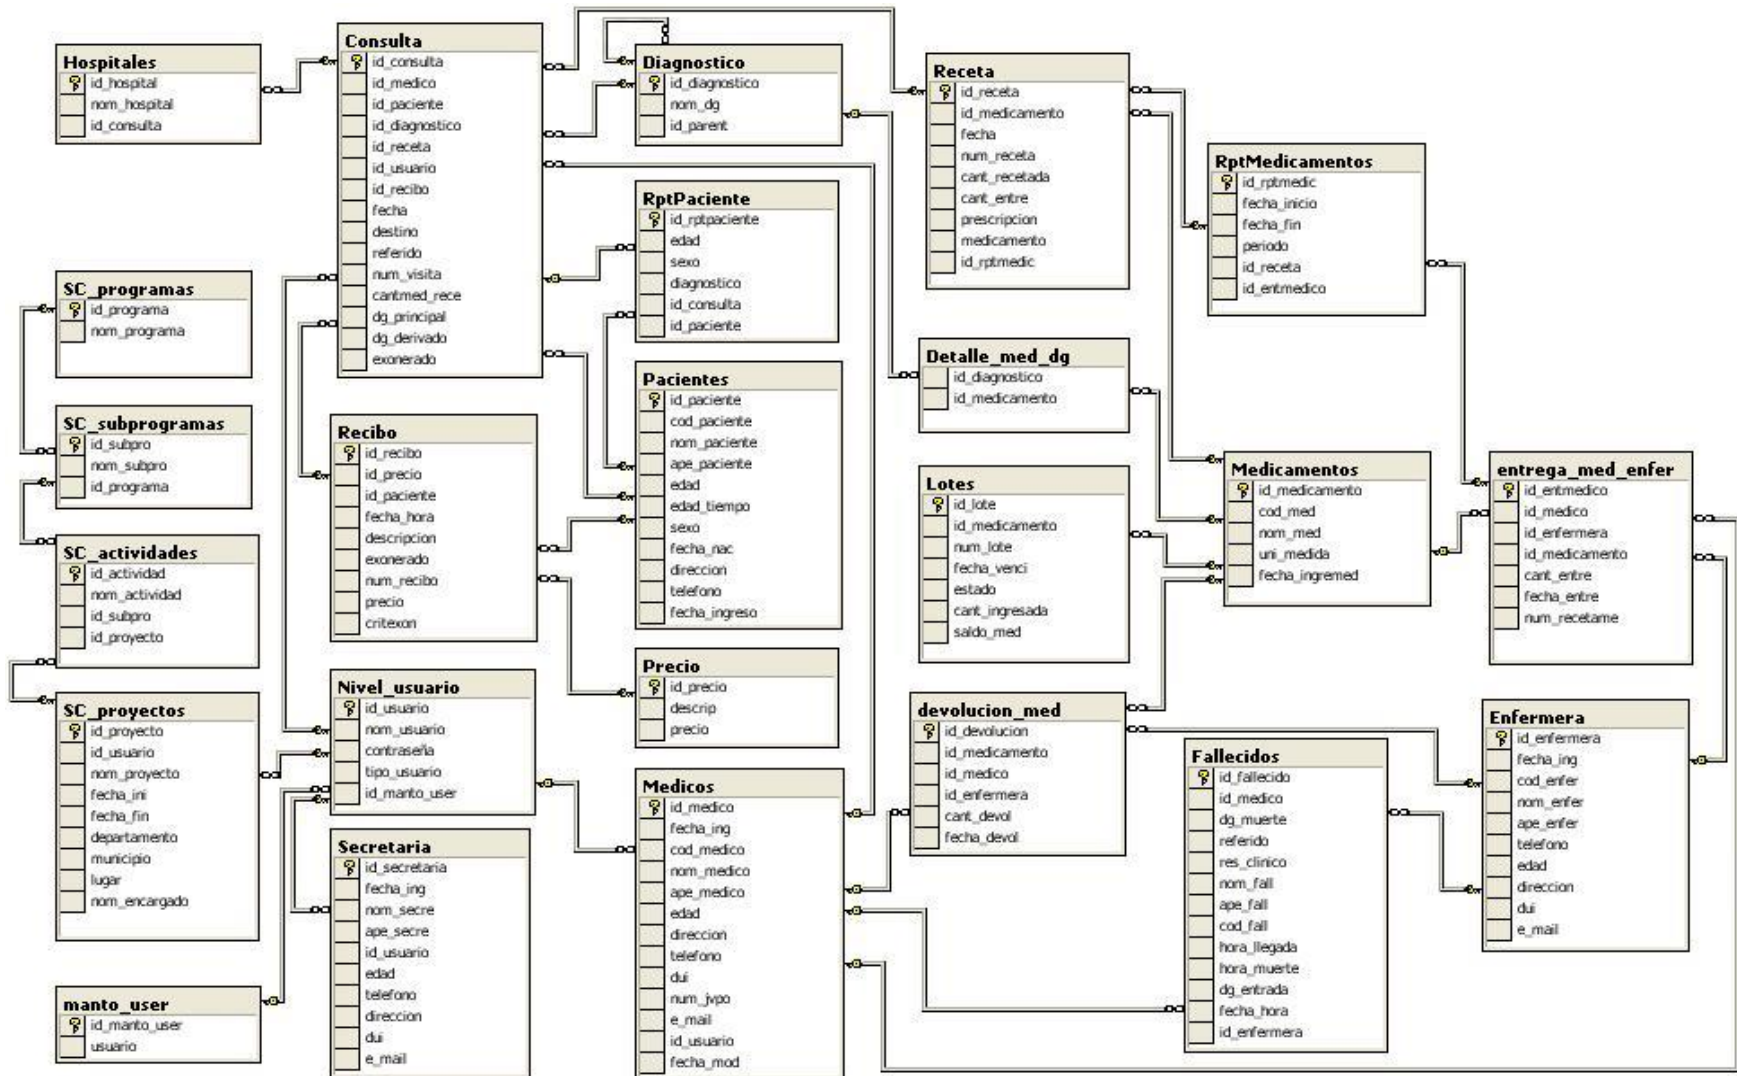 Hospitales
id_hospital
nom_hospital
id_consulta
SC_programas
id_programa
nom_programa
SC_subprogramas
id_subpro
nom_subpro
id_programa
SC_actividades
id_actividad
nom_actividad
id_subpro
id_proyecto
SC_proyectos
id_proyecto
id_usuario
nom_proyecto
fecha_ini
fecha_fin
departamento
municipio
lugar
nom_encargado
manto_user
id_manto_user
usuario
Consulta
id_consulta
id_medico
id_paciente
id_diagnostico
id_receta
id_usuario
id_recibo
fecha
destino
referido
num_visita
cantmed_rece
dg_principal
dg_derivado
exonerado
Recibo
id_recibo
id_precio
id_paciente
fecha_hora
descripcion
exonerado
num_recibo
precio
critexon
Nivel_usuario
id_usuario
nom_usuario
contraseña
tipo_usuario
id_manto_user
Secretaria
id_secretaria
fecha_ing
nom_secre
ape_secre
id_usuario
edad
telefono
direccion
dui
e_mail
Diagnostico
id_diagnostico
nom_dg
id_parent
RptPaciente
id_rptpaciente
edad
sexo
diagnostico
id_consulta
id_paciente
Pacientes
id_paciente
cod_paciente
nom_paciente
ape_paciente
edad
edad_tiempo
sexo
fecha_nac
direccion
telefono
fecha_ingreso
Precio
id_precio
descrip
precio
Medicos
id_medico
fecha_ing
cod_medico
nom_medico
ape_medico
edad
direccion
telefono
dui
num_jvpo
e_mail
id_usuario
fecha_mod
Receta
id_receta
id_medicamento
fecha
num_receta
cant_recetada
cant_entre
prescripcion
medicamento
id_rptmedic
Detalle_med_dg
id_diagnostico
id_medicamento
Lotes
id_lote
id_medicamento
num_lote
fecha_venci
estado
cant_ingresada
saldo_med
devolucion_med
id_devolucion
id_medicamento
id_medico
id_enfermera
cant_devol
fecha_devol
RptMedicamentos
id_rptmedic
fecha_inicio
fecha_fin
periodo
id_receta
id_entmedico
Medicamentos
id_medicamento
cod_med
nom_med
uni_medida
fecha_ingremed
Fallecidos
id_fallecido
id_medico
dg_muerte
referido
res_clinico
nom_fall
ape_fall
cod_fall
hora_llegada
hora_muerte
dg_entrada
fecha_hora
id_enfermera
entrega_med_enfer
id_entmedico
id_medico
id_enfermera
id_medicamento
cant_entre
fecha_entre
num_recetame
Enfermera
id_enfermera
fecha_ing
cod_enfer
nom_enfer
ape_enfer
telefono
edad
direccion
dui
e_mail